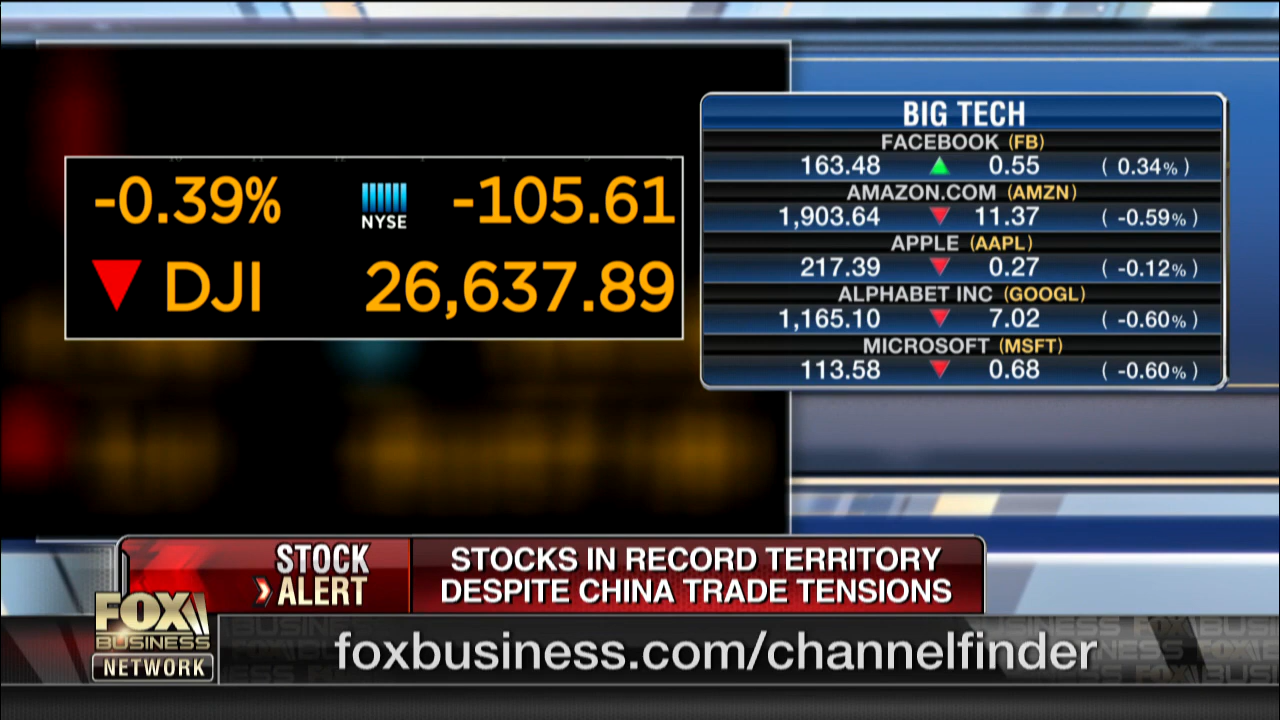 -0.39%
NYSE
-105.61
DJI
26,637.89
BIG TECH
FACEBOOK (FB)
163.48 0.55 ( 0.34% )
AMAZON.COM (AMZN)
1,903.64 11.37 ( -0.59% )
APPLE (AAPL)
217.39 0.27 ( -0.12% )
ALPHABET INC (GOOGL)
1,165.10 7.02 ( -0.60% )
MICROSOFT (MSFT)
113.58 0.68 ( -0.60% )
STOCK
ALERT
STOCKS IN RECORD TERRITORY
DESPITE CHINA TRADE TENSIONS
FOX
BUSINESS
NETWORK
foxbusiness.com/channelfinder